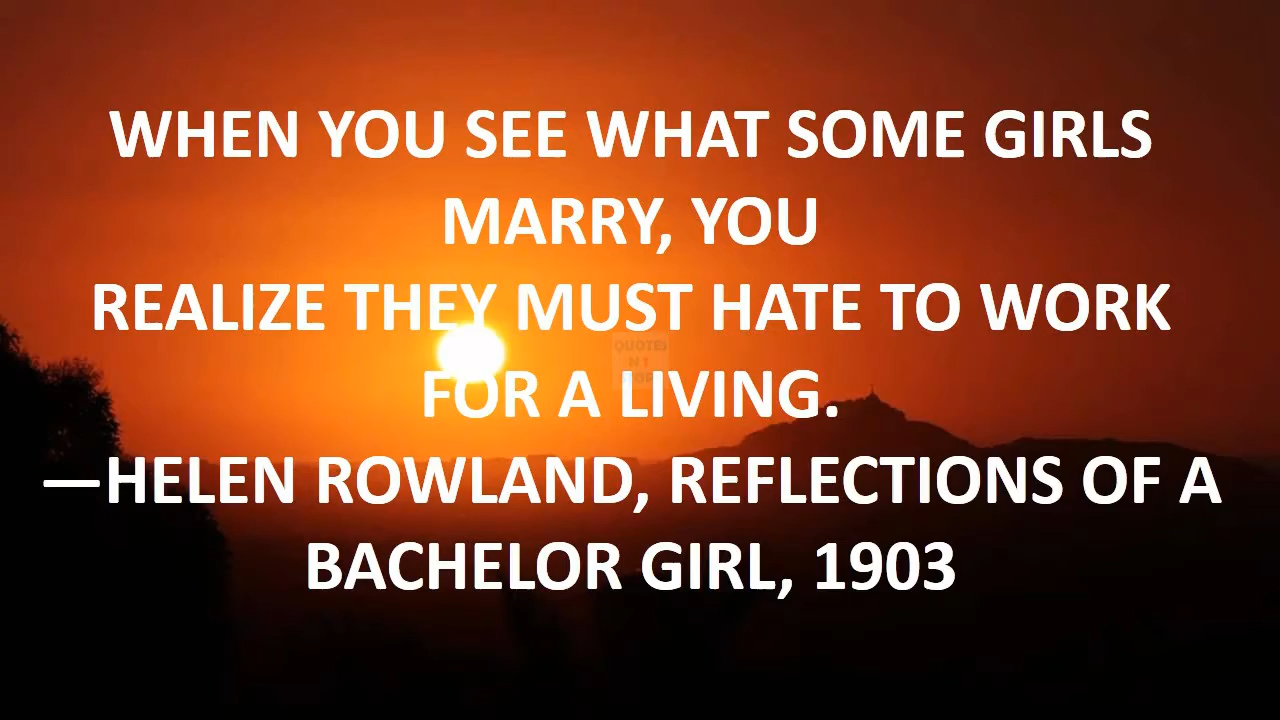 WHEN YOU SEE WHAT SOME GIRLS
MARRY, YOU
REALIZE THEY MUST HATE TO WORK
QUOTES
FOR A LIVING.
—HELEN ROWLAND, REFLECTIONS OF A
BACHELOR GIRL, 1903